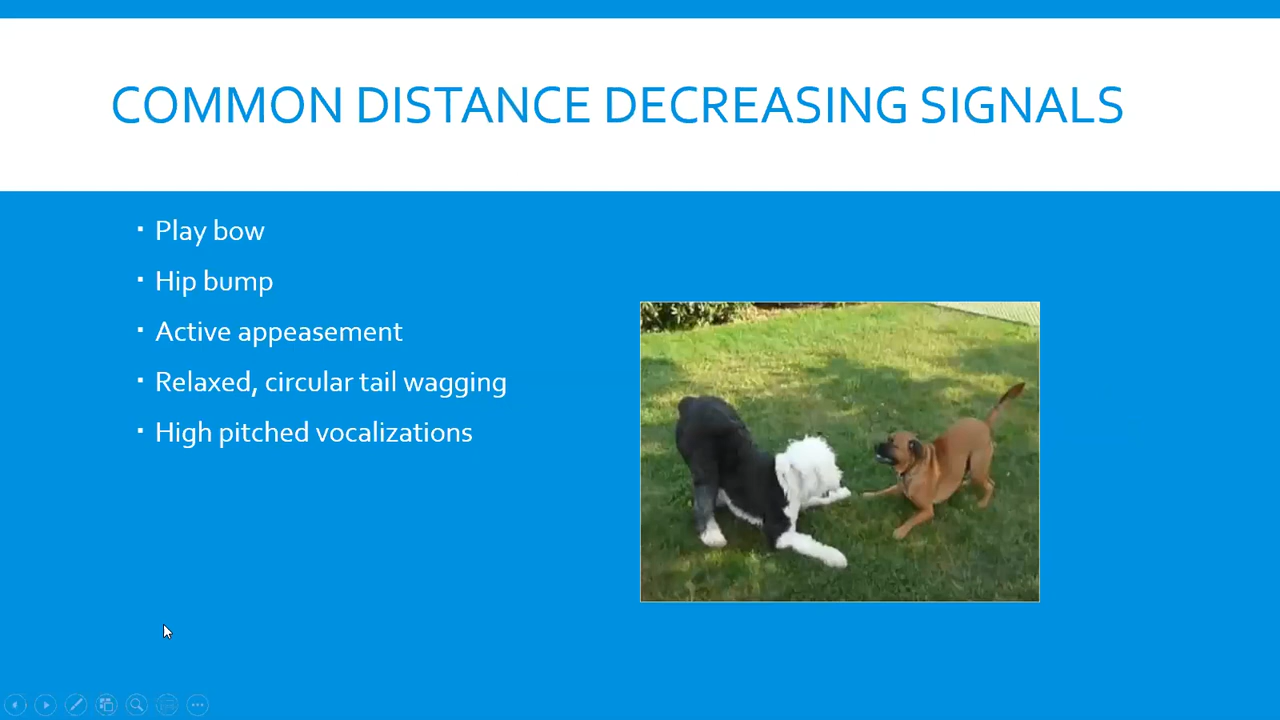 COMMON DISTANCE DECREASING SIGNALS
▪ Play bow
▪ Hip bump
▪ Active appeasement
▪ Relaxed, circular tail wagging
▪ High pitched vocalizations